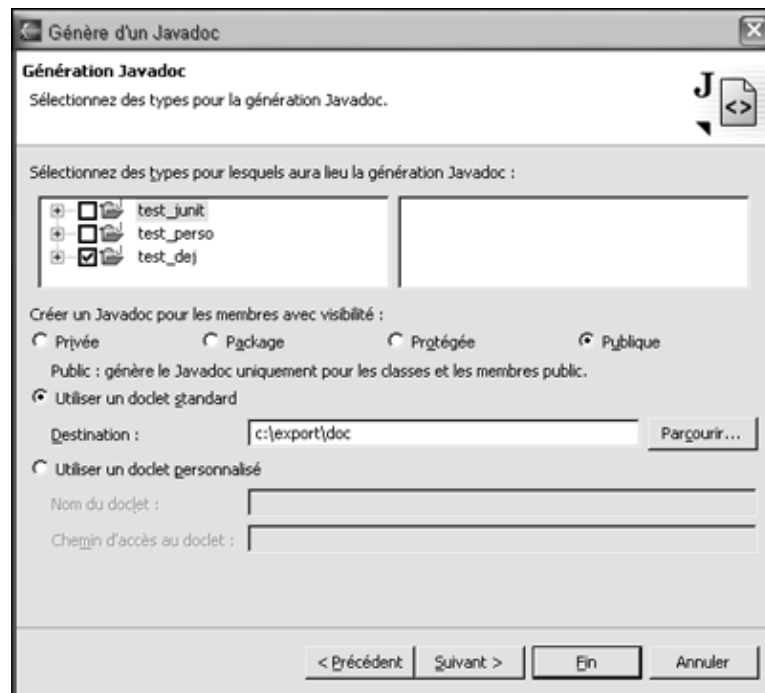 Génère d'un Javadoc
Génération Javadoc
Sélectionnez des types pour la génération Javadoc.
J
<>
Sélectionnez des types pour lesquels aura lieu la génération Javadoc :
test_junit
test_perso
test_dej
Créer un Javadoc pour les membres avec visibilité :
Privée Package Protégée Publique
Public : génère le Javadoc uniquement pour les classes et les membres public.
Utiliser un doclet standard
Destination : c:\export\doc Parcourir...
Utiliser un doclet personnalisé
Nom du doclet :
Chemin d'accès au doclet :
< Précédent Suivant > Fin Annuler